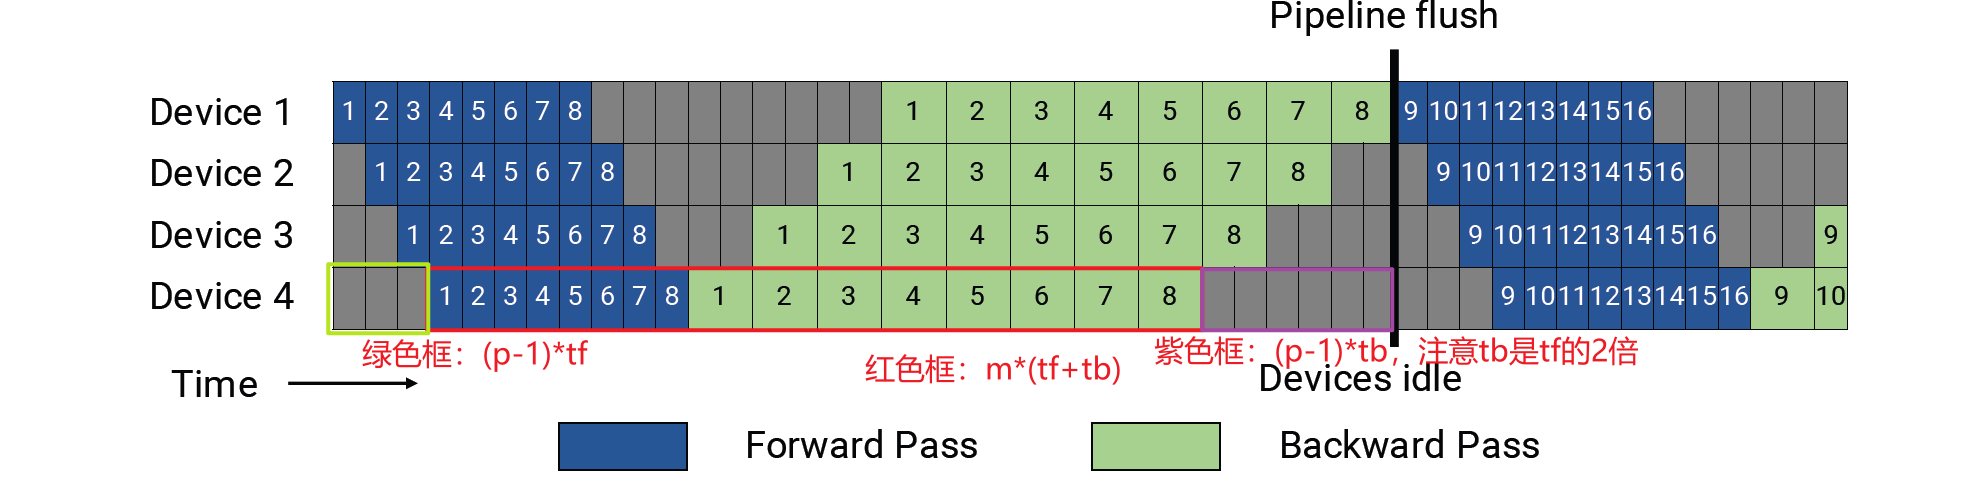 Pipeline flush
Device 1 1 2 3 4 5 6 7 8 1 2 3 4 5 6 7 8 9 10 11 12 13 14 15 16
Device 2 1 2 3 4 5 6 7 8 1 2 3 4 5 6 7 8 9 10 11 12 13 14 15 16
Device 3 1 2 3 4 5 6 7 8 1 2 3 4 5 6 7 8 9 10 11 12 13 14 15 16 9
Device 4 1 2 3 4 5 6 7 8 1 2 3 4 5 6 7 8 9 10 11 12 13 14 15 16 9 10
绿色框：(p-1)*tf
红色框：m*(tf+tb)
紫色框：(p-1)*tb，注意tb是tf的2倍
Time
Devices idle
Forward Pass
Backward Pass